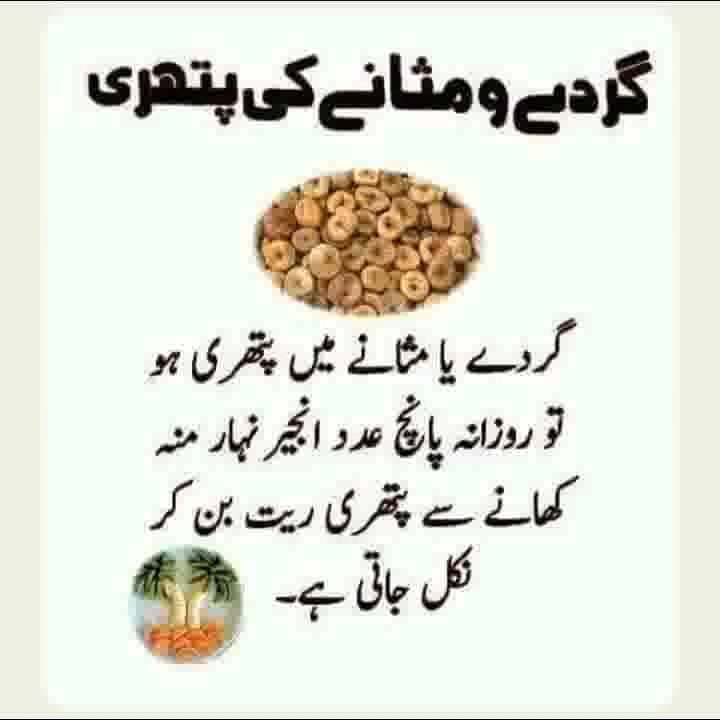 گردے و مثانے کی پتھری
گردے یا مثانے میں پتھری ہو
تو روزانہ پانچ عدد انجیر نہار منہ
کھانے سے پتھری ریت بن کر
نکل جاتی ہے۔